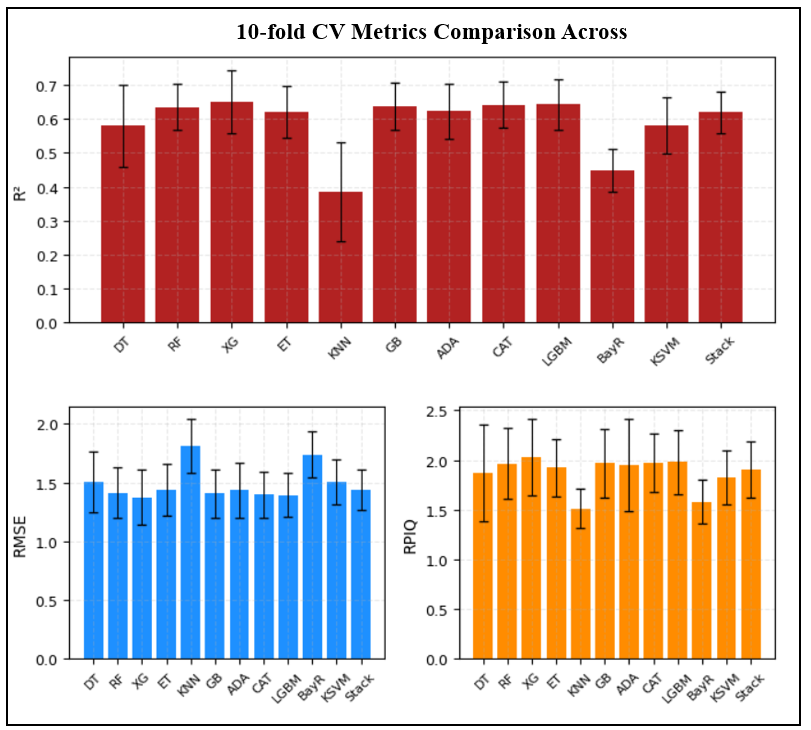 10-fold CV Metrics Comparison Across
R²
0.7
0.6
0.5
0.4
0.3
0.2
0.1
0.0
DT RF XG ET KNN GB ADA CAT LGBM BayR KSVM Stack
RMSE
2.0
1.5
1.0
0.5
0.0
DT RF XG ET KNN GB ADA CAT LGBM BayR KSVM Stack
RPIQ
2.5
2.0
1.5
1.0
0.5
0.0
DT RF XG ET KNN GB ADA CAT LGBM BayR KSVM Stack